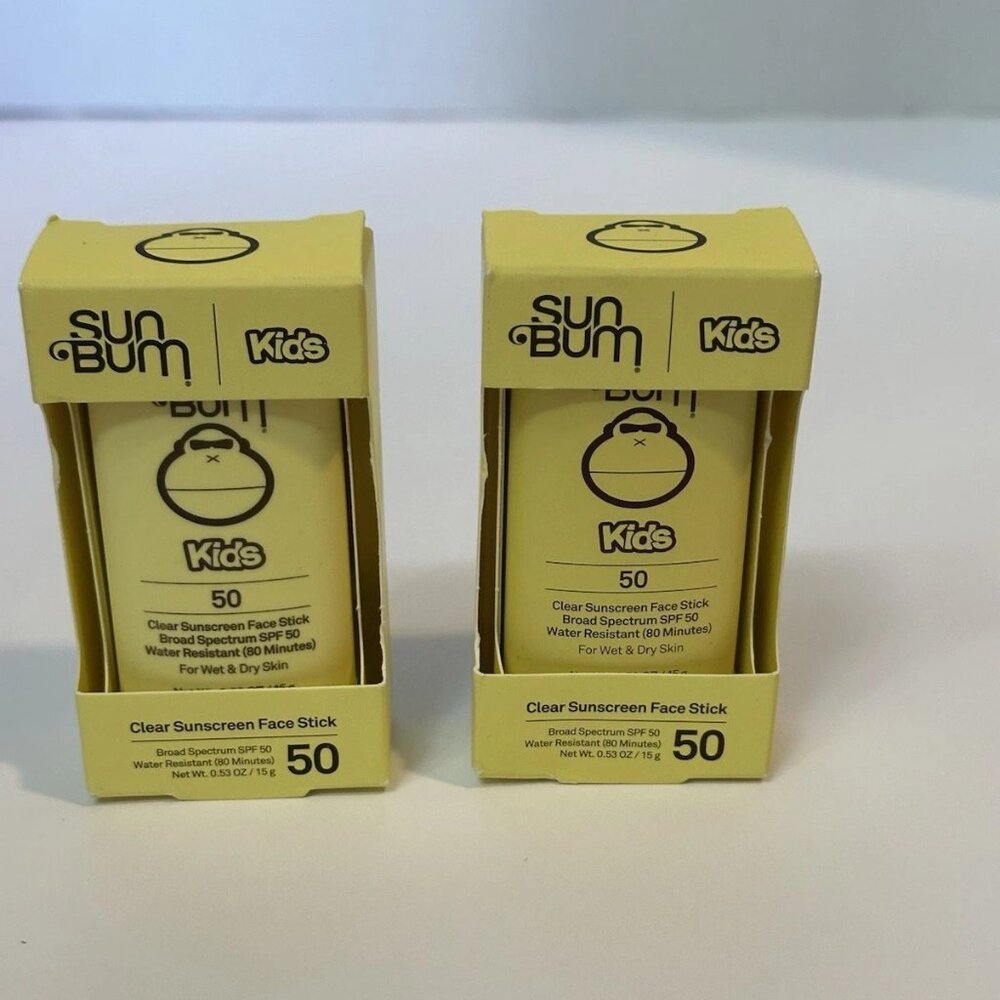 SUN
BUM
Kids
BUM
Kids
50
Clear Sunscreen Face Stick
Broad Spectrum SPF 50
Water Resistant (80 Minutes)
For Wet & Dry Skin
Clear Sunscreen Face Stick
Broad Spectrum SPF 50
Water Resistant (80 Minutes)
Net Wt. 0.53 OZ / 15 g
50
SUN
BUM
Kids
BUM
Kids
50
Clear Sunscreen Face Stick
Broad Spectrum SPF 50
Water Resistant (80 Minutes)
For Wet & Dry Skin
Clear Sunscreen Face Stick
Broad Spectrum SPF 50
Water Resistant (80 Minutes)
Net Wt. 0.53 OZ / 15 g
50